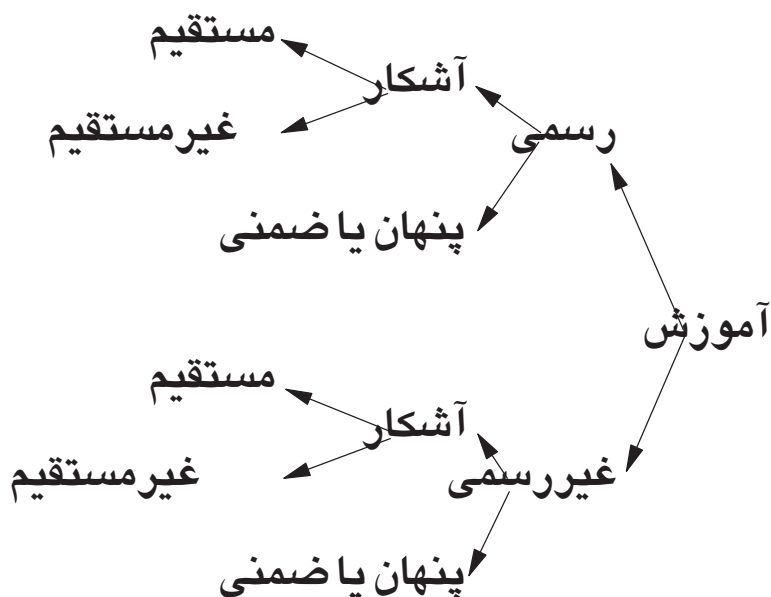 مستقیم
آشکار
غیرمستقیم
رسمی
پنهان یا ضمنی
آموزش
مستقیم
آشکار
غیرمستقیم
غیررسمی
پنهان یا ضمنی